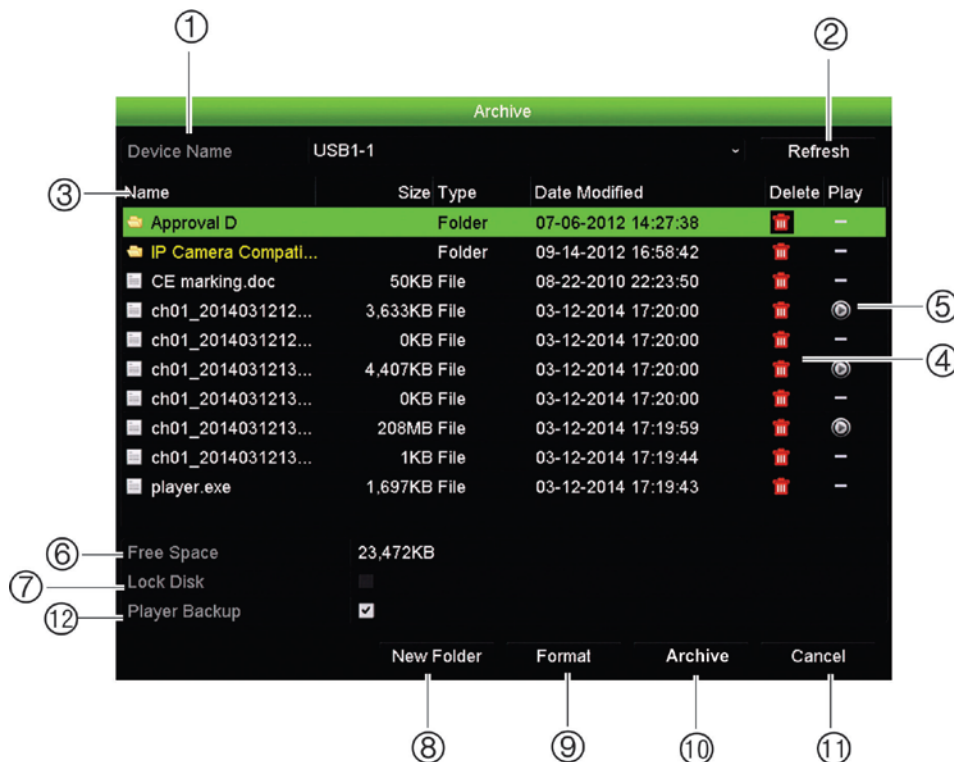 ① ②
Archive
Device Name USB1-1 Refresh
③ Name Size Type Date Modified Delete Play
Approval D Folder 07-06-2012 14:27:38 –
IP Camera Compati... Folder 09-14-2012 16:58:42 –
CE marking.doc 50KB File 08-22-2010 22:23:50 –
ch01_2014031212... 3,633KB File 03-12-2014 17:20:00 ⑤
ch01_2014031212... 0KB File 03-12-2014 17:20:00 –
ch01_2014031213... 4,407KB File 03-12-2014 17:20:00 ④
ch01_2014031213... 0KB File 03-12-2014 17:20:00 –
ch01_2014031213... 208MB File 03-12-2014 17:19:59
ch01_2014031213... 1KB File 03-12-2014 17:19:44 –
player.exe 1,697KB File 03-12-2014 17:19:43 –
⑥ Free Space 23,472KB
⑦ Lock Disk
⑫ Player Backup
New Folder Format Archive Cancel
⑧ ⑨ ⑩ ⑪